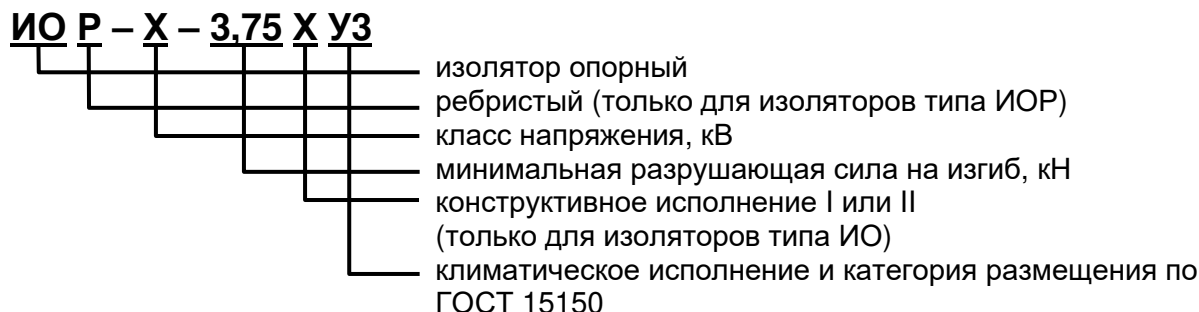 ИО Р – Х – 3,75 Х У3
изолятор опорный
ребристый (только для изоляторов типа ИОР)
класс напряжения, кВ
минимальная разрушающая сила на изгиб, кН
конструктивное исполнение I или II
(только для изоляторов типа ИО)
климатическое исполнение и категория размещения по
ГОСТ 15150